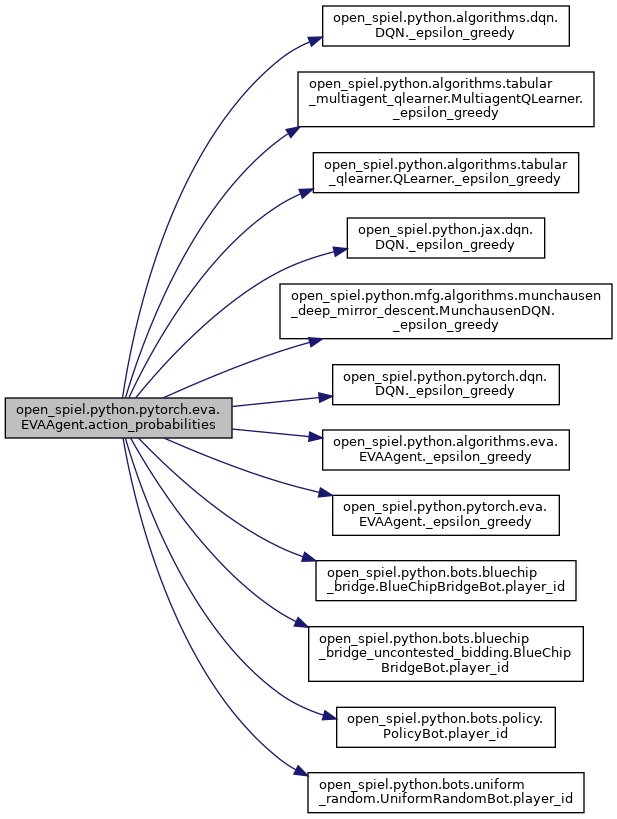 open_spiel.python.algorithms.dqn.
DQN._epsilon_greedy
open_spiel.python.algorithms.tabular
_multiagent_qlearner.MultiagentQLearner.
_epsilon_greedy
open_spiel.python.algorithms.tabular
_qlearner.QLearner._epsilon_greedy
open_spiel.python.jax.dqn.
DQN._epsilon_greedy
open_spiel.python.mfg.algorithms.munchausen
_deep_mirror_descent.MunchausenDQN.
_epsilon_greedy
open_spiel.python.pytorch.dqn.
DQN._epsilon_greedy
open_spiel.python.pytorch.eva.
EVAAgent.action_probabilities
open_spiel.python.algorithms.eva.
EVAAgent._epsilon_greedy
open_spiel.python.pytorch.eva.
EVAAgent._epsilon_greedy
open_spiel.python.bots.bluechip
_bridge.BlueChipBridgeBot.player_id
open_spiel.python.bots.bluechip
_bridge_uncontested_bidding.BlueChip
BridgeBot.player_id
open_spiel.python.bots.policy.
PolicyBot.player_id
open_spiel.python.bots.uniform
_random.UniformRandomBot.player_id